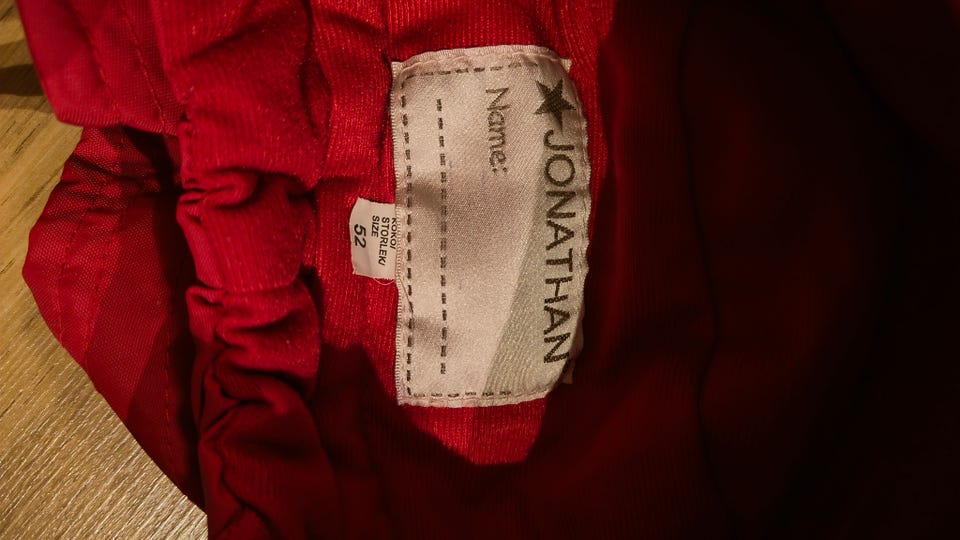 JONATHAN
Name:
KOKO/
STORLEK/
SIZE
52